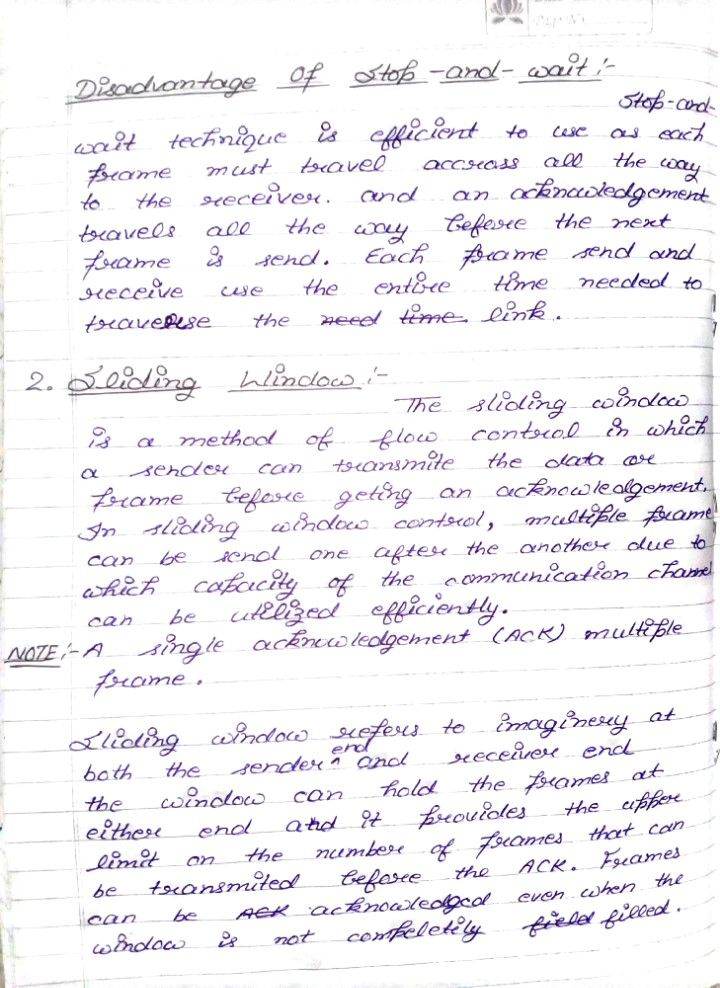 Disadvantage of Stop-and-wait :-
Stop-and-
wait technique is efficient to use as each
frame must travel accross all the way
to the receiver. and an acknowledgement
travels all the way before the next
frame is send. Each frame send and
receive use the entire time needed to
traverse the need time link.
2. Sliding Window :-
The sliding window
is a method of flow control in which
a sender can transmite the data or
frame before geting an acknowledgement.
In sliding window control, multiple frame
can be send one after the another due to
which capacity of the communication channel
can be utilized efficiently.
NOTE :- A single acknowledgement (ACK) multiple
frame.
Sliding window refers to imaginery at
both the sender end and receiver end
the window can hold the frames at
either end and it provides the upper
limit on the number of frames that can
be transmited before the ACK. Frames
can be ACK acknowledged even when the
window is not compeletily field filled.